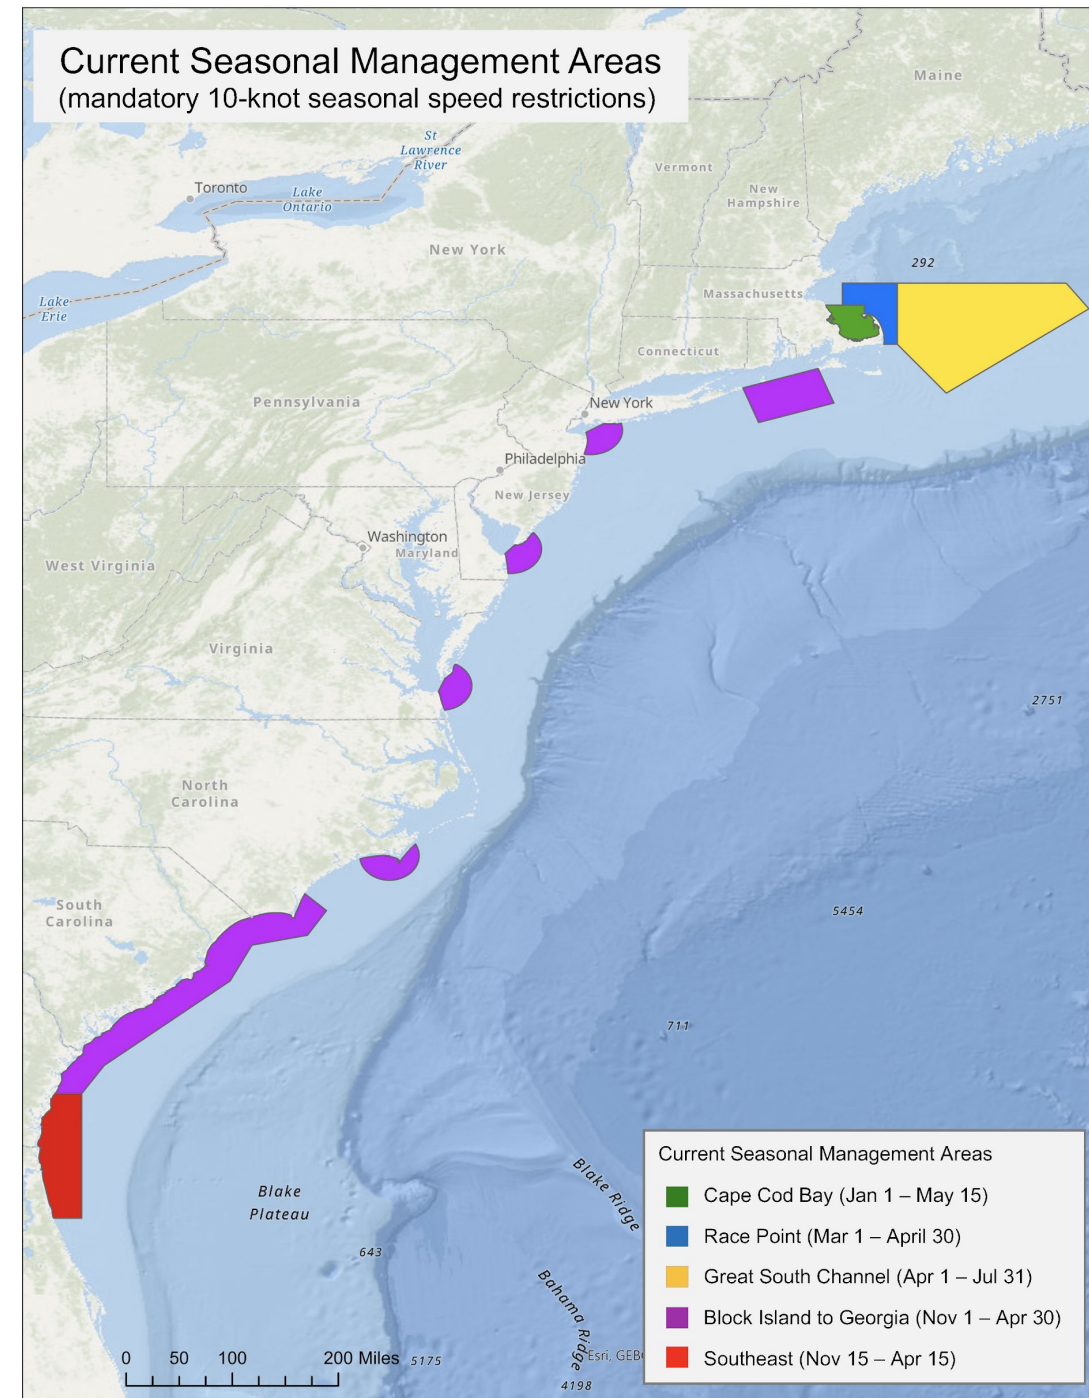 Current Seasonal Management Areas
(mandatory 10-knot seasonal speed restrictions)
Maine
St
Lawrence
River
Vermont
Toronto
Lake
Ontario
New
Hampshire
New York
292
Lake
Erie
Massachusetts
Connecticut
Pennsylvania
New York
Philadelphia
New Jersey
Washington
Maryland
West Virginia
Virginia
2751
North
Carolina
South
Carolina
5454
711
Blake
Plateau
Blake Ridge
643
Bahama Ridge
Current Seasonal Management Areas
Cape Cod Bay (Jan 1 – May 15)
Race Point (Mar 1 – April 30)
Great South Channel (Apr 1 – Jul 31)
Block Island to Georgia (Nov 1 – Apr 30)
Southeast (Nov 15 – Apr 15)
0 50 100 200 Miles
5175
Esri,
4198